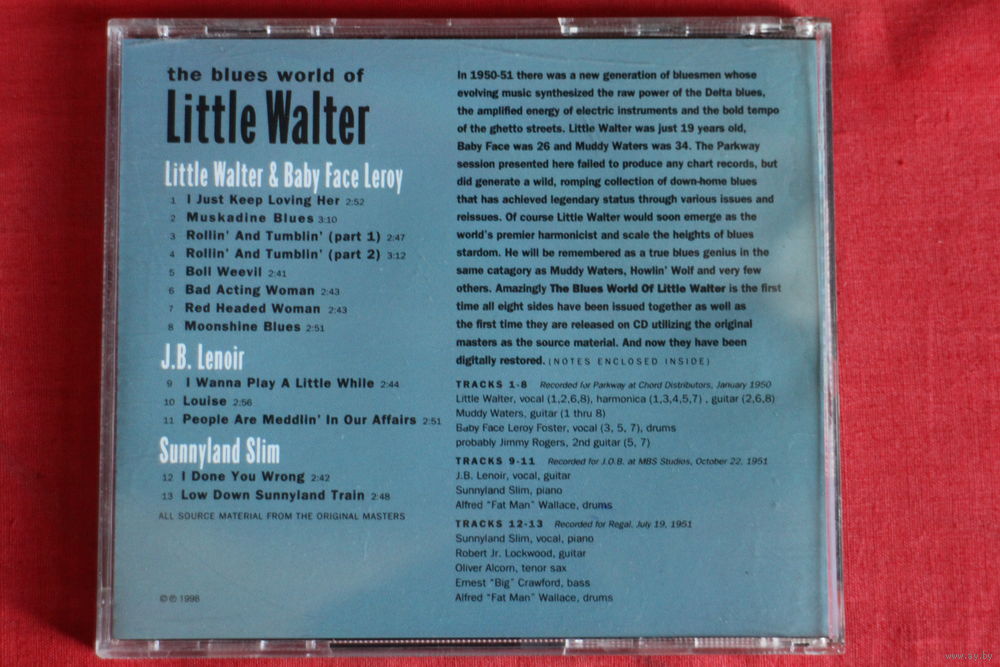 the blues world of
Little Walter
Little Walter & Baby Face Leroy
1 I Just Keep Loving Her 2:52
2 Muskadine Blues 3:10
3 Rollin' And Tumblin' (part 1) 2:47
4 Rollin' And Tumblin' (part 2) 3:12
5 Boll Weevil 2:41
6 Bad Acting Woman 2:43
7 Red Headed Woman 2:43
8 Moonshine Blues 2:51
J.B. Lenoir
9 I Wanna Play A Little While 2:44
10 Louise 2:56
11 People Are Meddlin' In Our Affairs 2:51
Sunnyland Slim
12 I Done You Wrong 2:42
13 Low Down Sunnyland Train 2:48
ALL SOURCE MATERIAL FROM THE ORIGINAL MASTERS
©℗ 1998
In 1950-51 there was a new generation of bluesmen whose
evolving music synthesized the raw power of the Delta blues,
the amplified energy of electric instruments and the bold tempo
of the ghetto streets. Little Walter was just 19 years old,
Baby Face was 26 and Muddy Waters was 34. The Parkway
session presented here failed to produce any chart records, but
did generate a wild, romping collection of down-home blues
that has achieved legendary status through various issues and
reissues. Of course Little Walter would soon emerge as the
world's premier harmonicist and scale the heights of blues
stardom. He will be remembered as a true blues genius in the
same catagory as Muddy Waters, Howlin' Wolf and very few
others. Amazingly The Blues World Of Little Walter is the first
time all eight sides have been issued together as well as
the first time they are released on CD utilizing the original
masters as the source material. And now they have been
digitally restored. (NOTES ENCLOSED INSIDE)
TRACKS 1-8 Recorded for Parkway at Chord Distributors, January 1950
Little Walter, vocal (1,2,6,8), harmonica (1,3,4,5,7) , guitar (2,6,8)
Muddy Waters, guitar (1 thru 8)
Baby Face Leroy Foster, vocal (3, 5, 7), drums
probably Jimmy Rogers, 2nd guitar (5, 7)
TRACKS 9-11 Recorded for J.O.B. at MBS Studios, October 22, 1951
J.B. Lenoir, vocal, guitar
Sunnyland Slim, piano
Alfred "Fat Man" Wallace, drums
TRACKS 12-13 Recorded for Regal, July 19, 1951
Sunnyland Slim, vocal, piano
Robert Jr. Lockwood, guitar
Oliver Alcorn, tenor sax
Ernest "Big" Crawford, bass
Alfred "Fat Man" Wallace, drums
www.ay.by